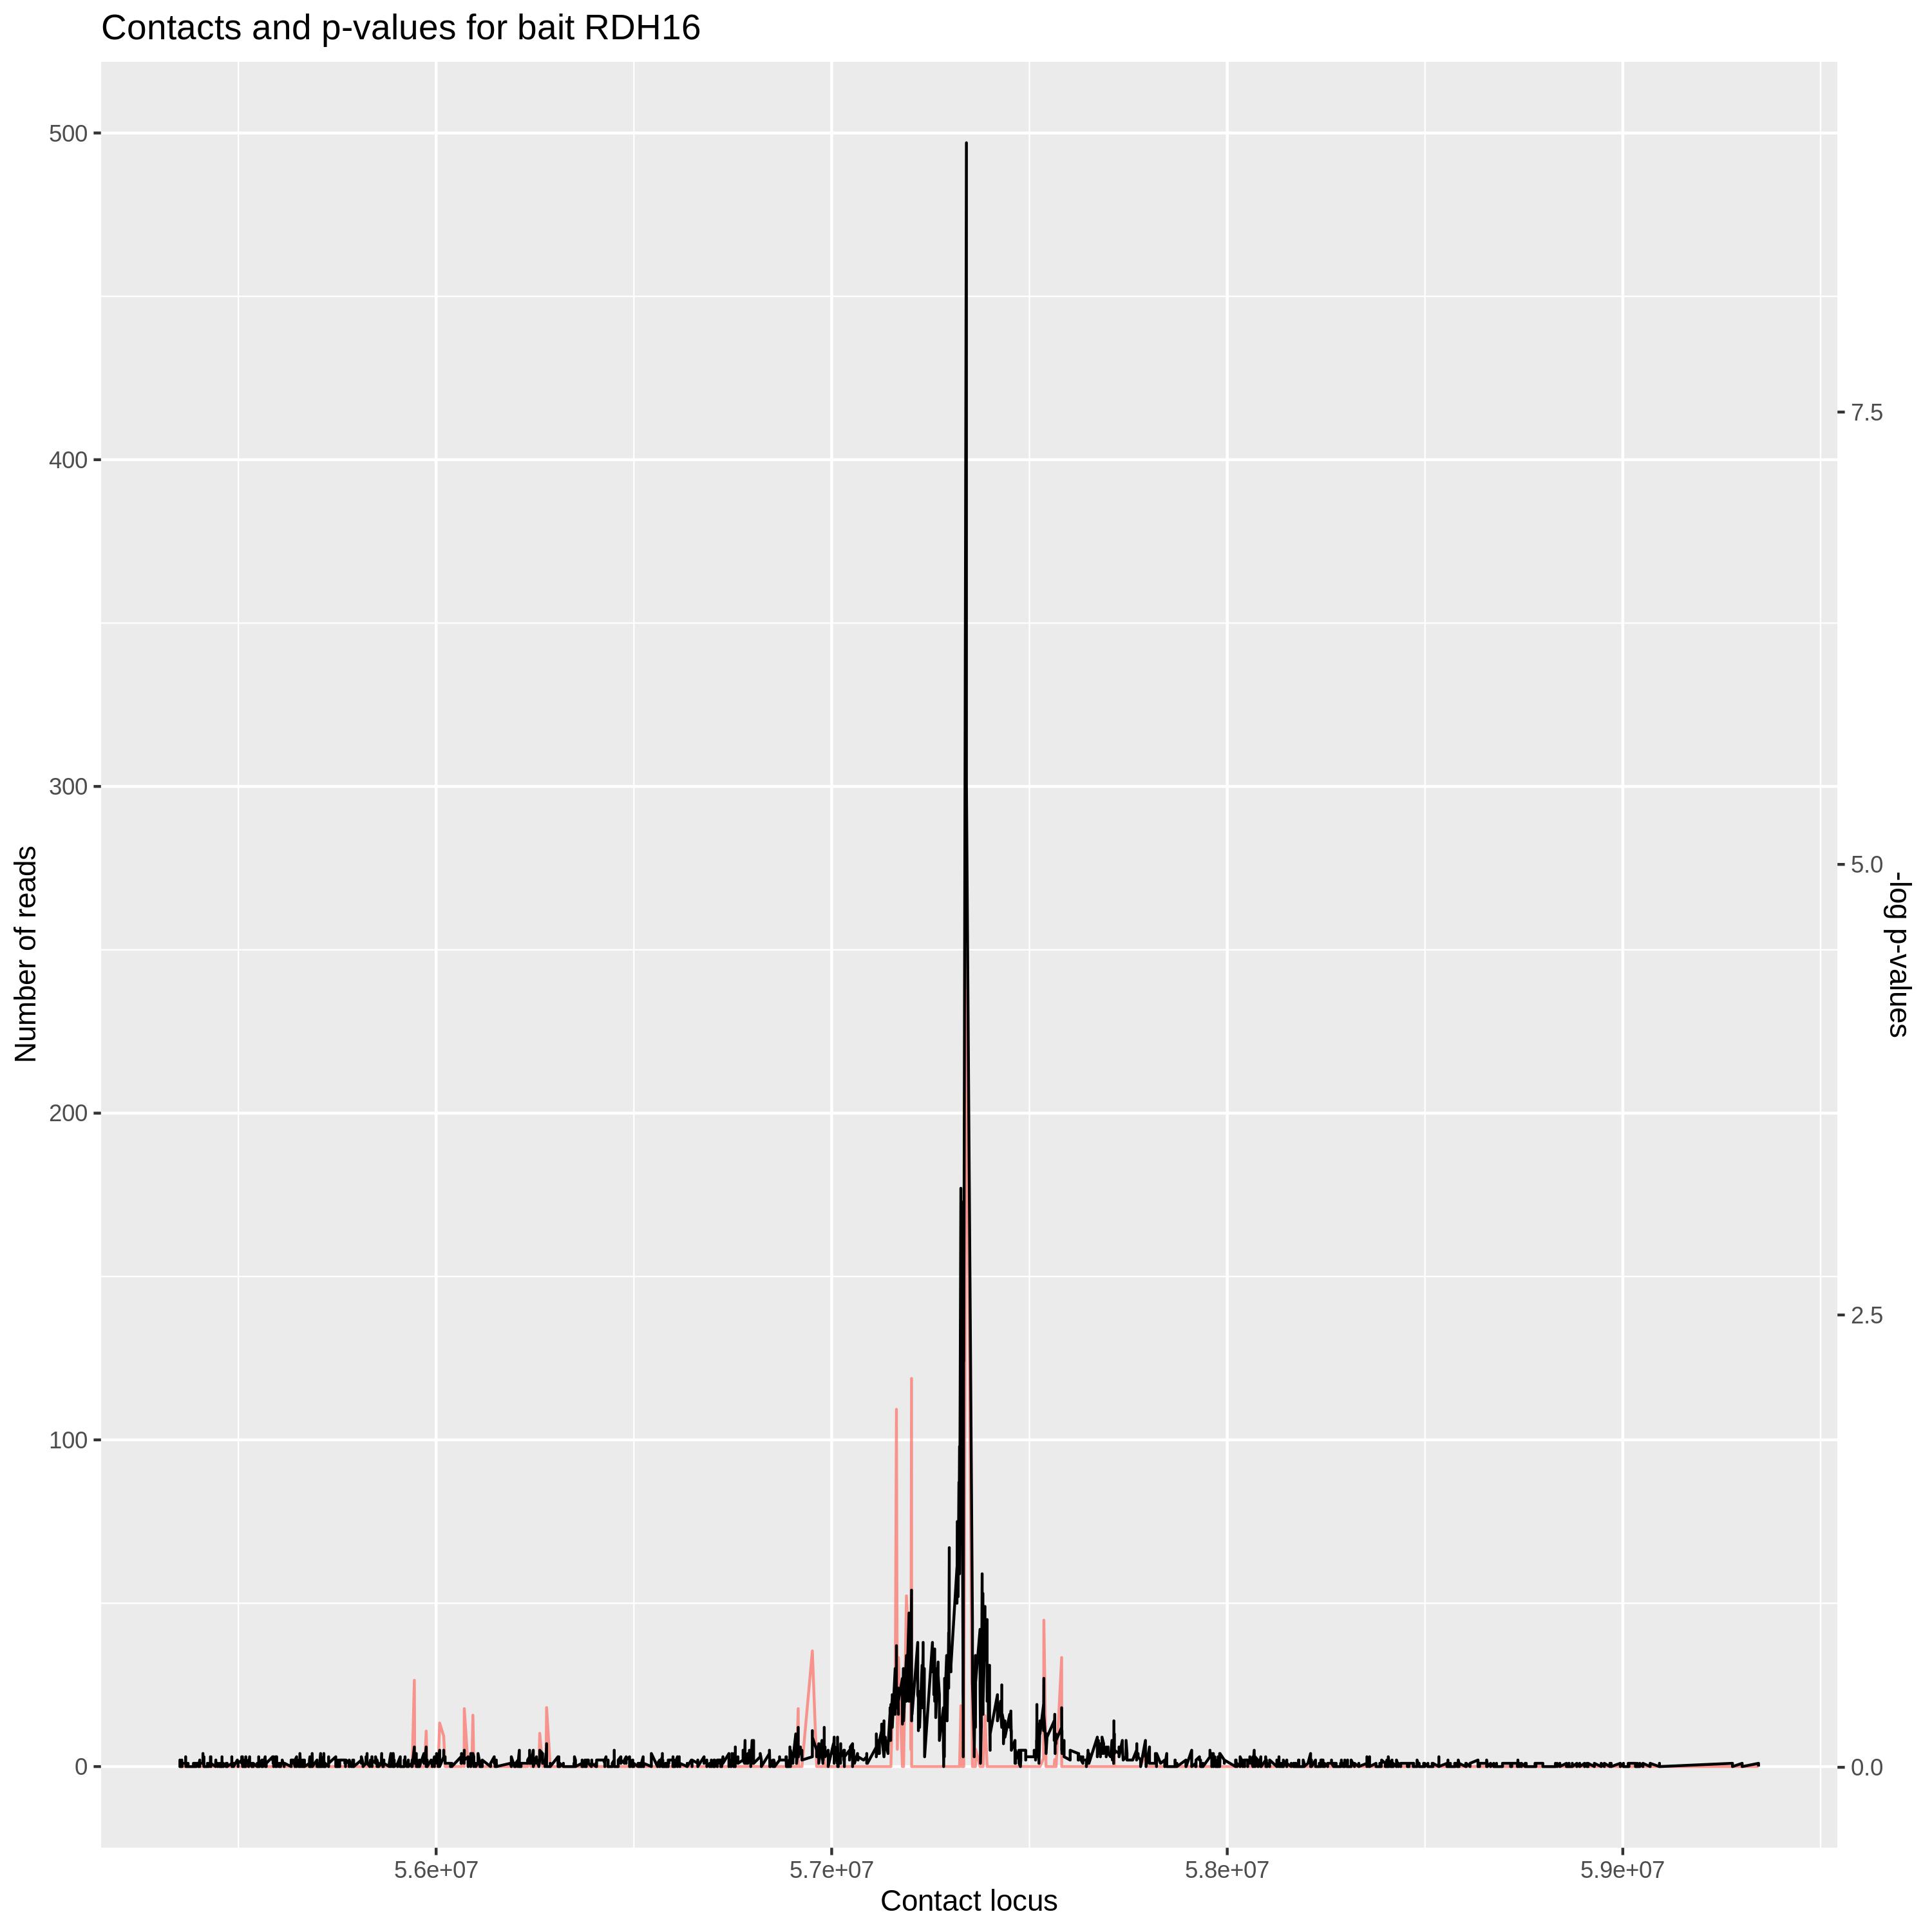 Contacts and p-values for bait RDH16
500
400
300
200
100
0
Number of reads
7.5
5.0
2.5
0.0
-log p-values
5.6e+07
5.7e+07
5.8e+07
5.9e+07
Contact locus